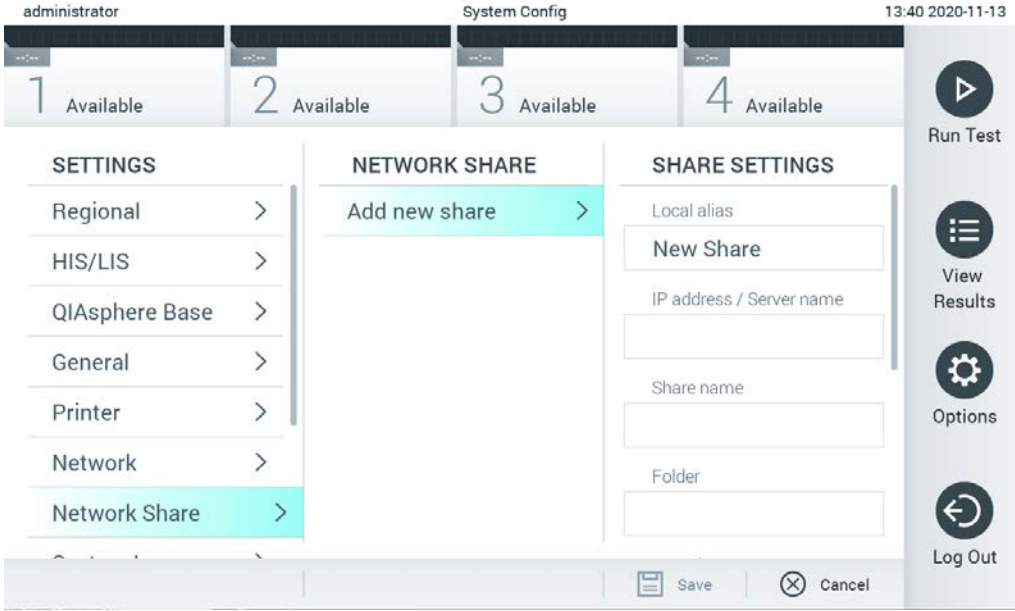 administrator
System Config
13:40 2020-11-13
--:--
1 Available
--:--
2 Available
--:--
3 Available
--:--
4 Available
SETTINGS
Regional
HIS/LIS
QIAsphere Base
General
Printer
Network
Network Share
NETWORK SHARE
Add new share
SHARE SETTINGS
Local alias
New Share
IP address / Server name
Share name
Folder
Save
Cancel
Run Test
View
Results
Options
Log Out